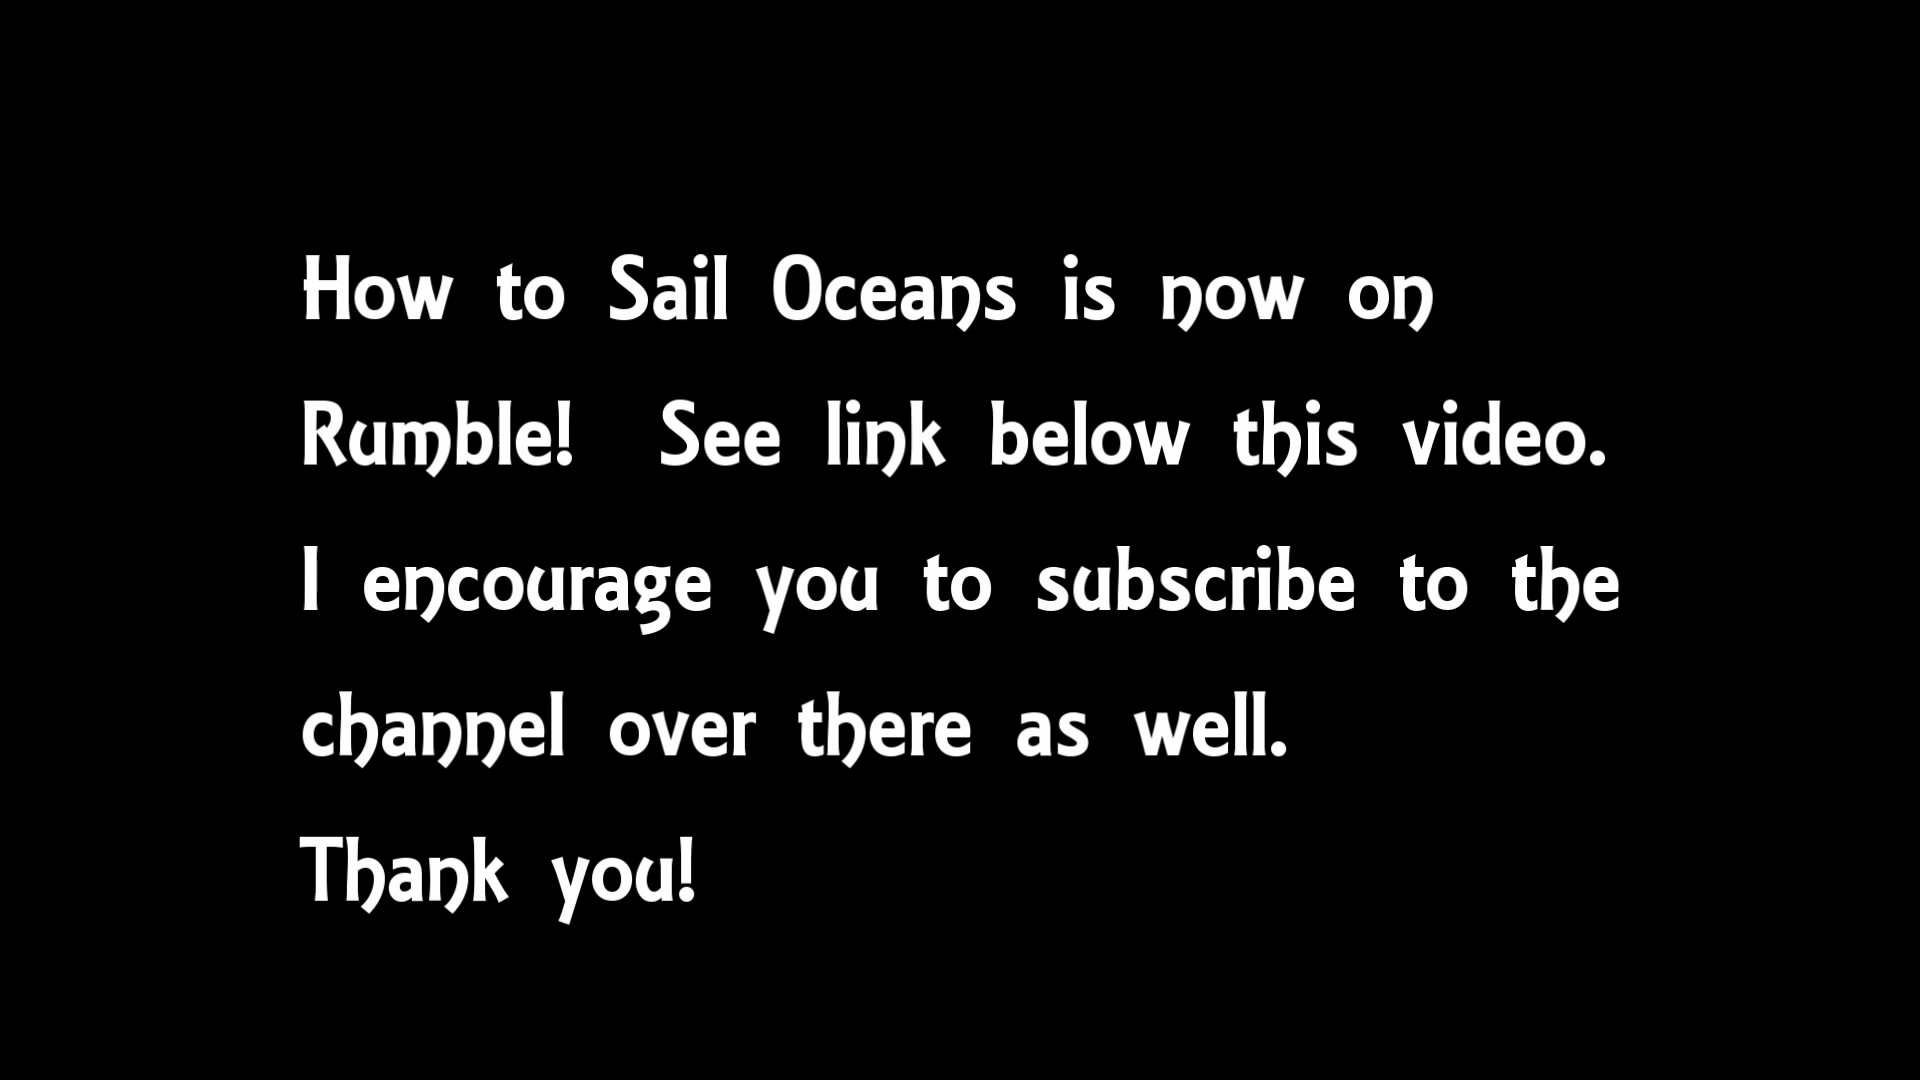 How to Sail Oceans is now on
Rumble!  See link below this video.
I encourage you to subscribe to the
channel over there as well.
Thank you!